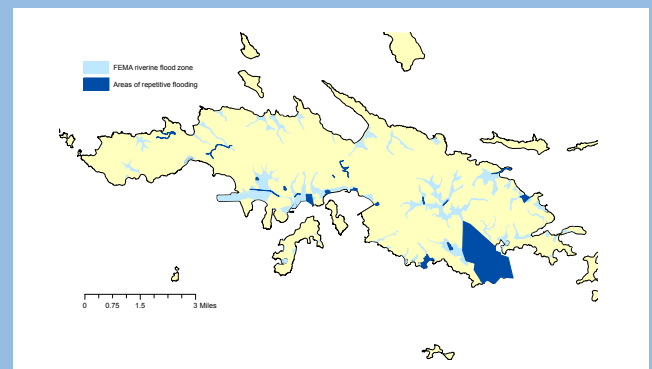 FEMA riverine flood zone
Areas of repetitive flooding
0 0.75 1.5 3 Miles